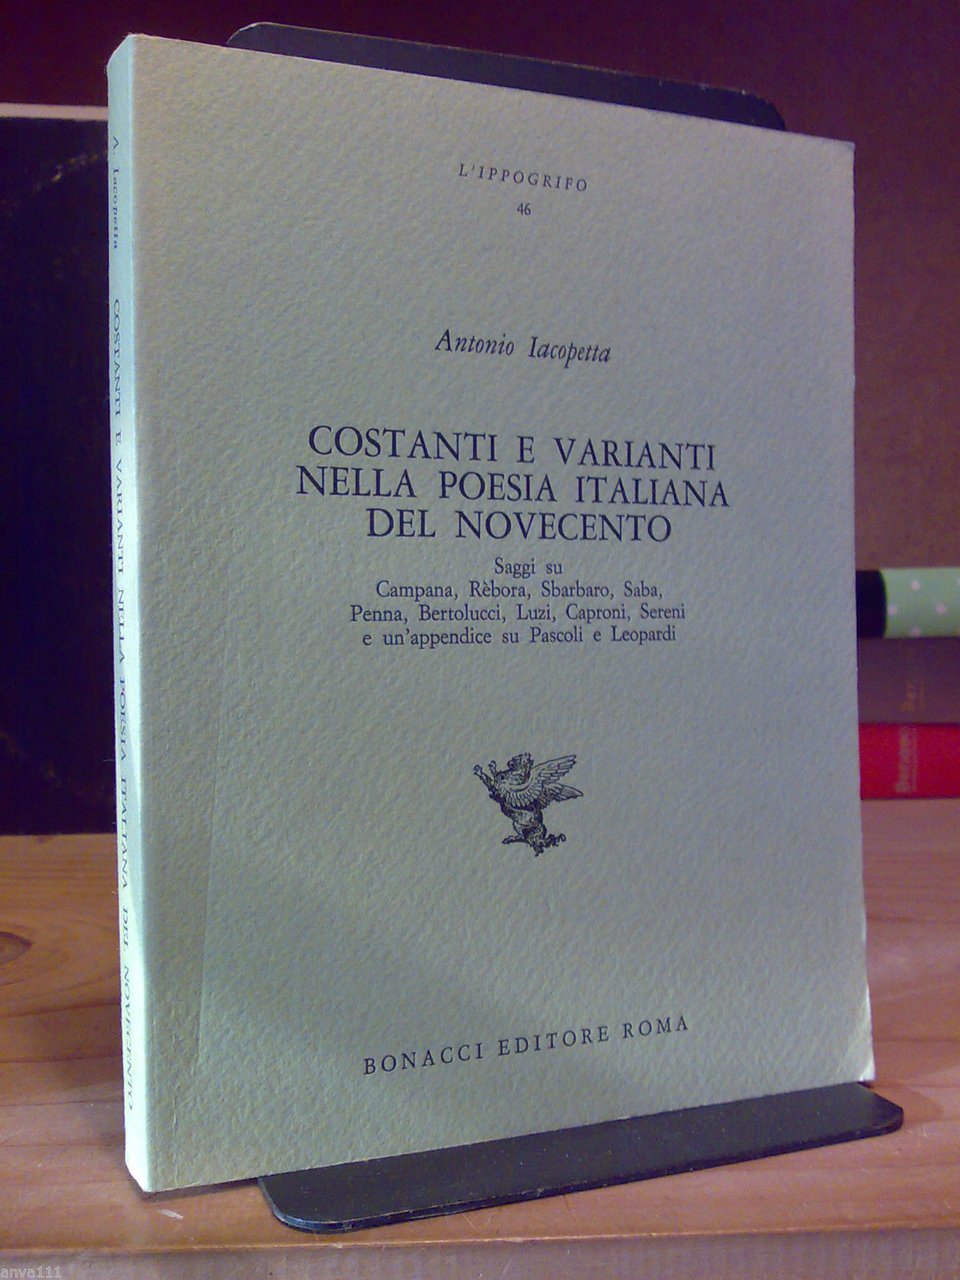 L'IPPOGRIFO
46
Antonio Iacopetta
COSTANTI E VARIANTI
NELLA POESIA ITALIANA
DEL NOVECENTO
Saggi su
Campana, Rèbora, Sbarbaro, Saba,
Penna, Bertolucci, Luzi, Caproni, Sereni
e un'appendice su Pascoli e Leopardi
BONACCI EDITORE ROMA
A. Iacopetta COSTANTI E VARIANTI NELLA POESIA ITALIANA DEL NOVECENTO
anva111